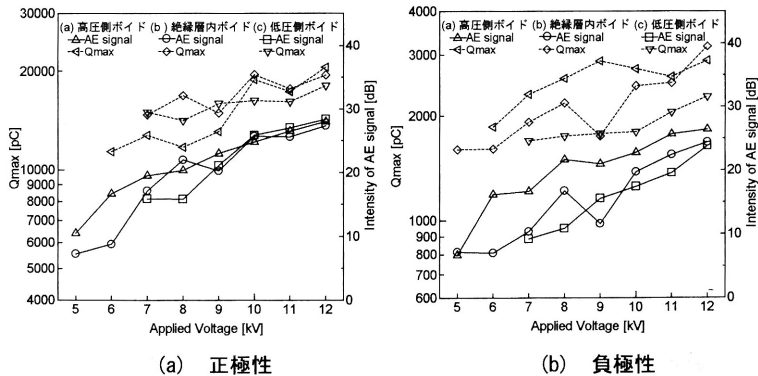 (a) 高圧側ボイド (b) 絶縁層内ボイド (c) 低圧側ボイド
AE signal AE signal AE signal
Qmax Qmax Qmax
Qmax [pC]
30000
20000
10000
9000
8000
7000
6000
5000
4000
Intensity of AE signal [dB]
40
30
20
10
0
5 6 7 8 9 10 11 12
Applied Voltage [kV]
(a) 正極性
(a) 高圧側ボイド (b) 絶縁層内ボイド (c) 低圧側ボイド
AE signal AE signal AE signal
Qmax Qmax Qmax
Qmax [pC]
4000
3000
2000
1000
900
800
700
600
Intensity of AE signal [dB]
40
30
20
10
0
5 6 7 8 9 10 11 12
Applied Voltage [kV]
(b) 負極性